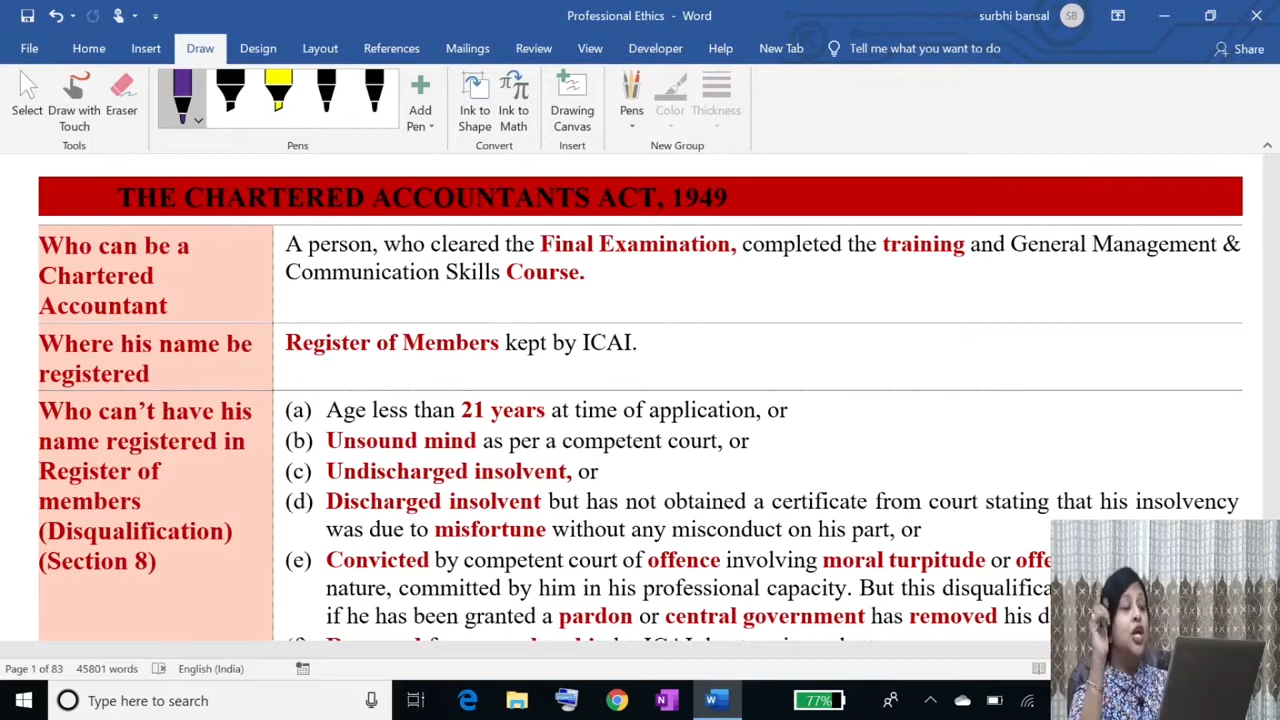 Professional Ethics - Word
surbhi bansal SB
File Home Insert Draw Design Layout References Mailings Review View Developer Help New Tab Tell me what you want to do Share
Select Draw with Touch Eraser
Add Pen
Ink to Shape Ink to Math
Drawing Canvas
Pens Color Thickness
Tools Pens Convert Insert New Group
THE CHARTERED ACCOUNTANTS ACT, 1949
Who can be a
Chartered
Accountant
A person, who cleared the Final Examination, completed the training and General Management &
Communication Skills Course.
Where his name be
registered
Register of Members kept by ICAI.
Who can’t have his
name registered in
Register of
members
(Disqualification)
(Section 8)
(a) Age less than 21 years at time of application, or
(b) Unsound mind as per a competent court, or
(c) Undischarged insolvent, or
(d) Discharged insolvent but has not obtained a certificate from court stating that his insolvency
was due to misfortune without any misconduct on his part, or
(e) Convicted by competent court of offence involving moral turpitude or offe
nature, committed by him in his professional capacity. But this disqualifica
if he has been granted a pardon or central government has removed his d
Page 1 of 83 45801 words English (India)
Type here to search
77%